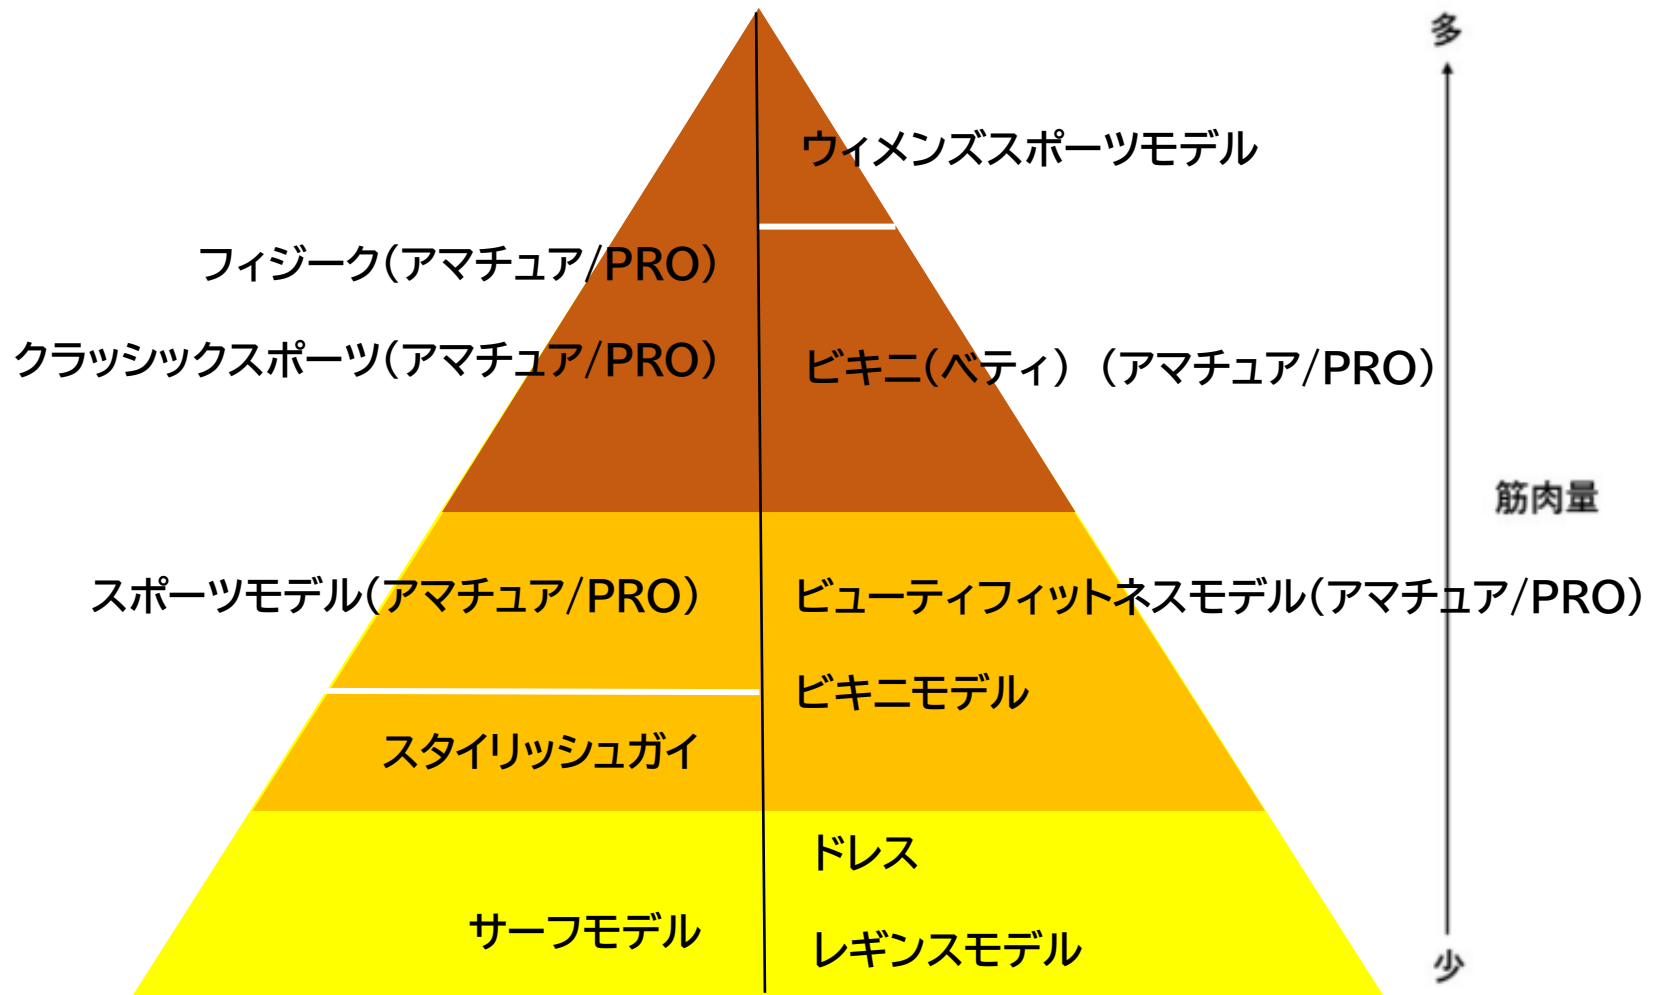 多
ウィメンズスポーツモデル
フィジーク(アマチュア/PRO)
クラッシックスポーツ(アマチュア/PRO)
ビキニ(ベティ) (アマチュア/PRO)
筋肉量
スポーツモデル(アマチュア/PRO)
ビューティフィットネスモデル(アマチュア/PRO)
ビキニモデル
スタイリッシュガイ
ドレス
サーフモデル
レギンスモデル
少